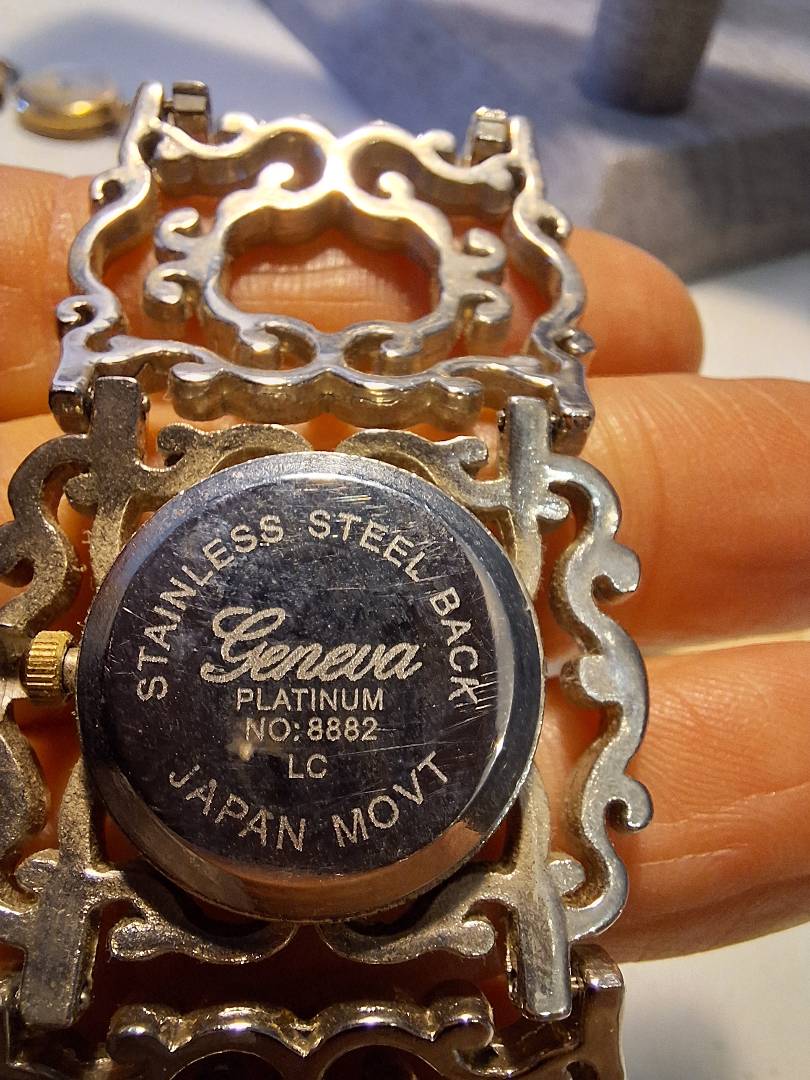 STAINLESS STEEL BACK
Geneva
PLATINUM
NO: 8882
LC
JAPAN MOVT